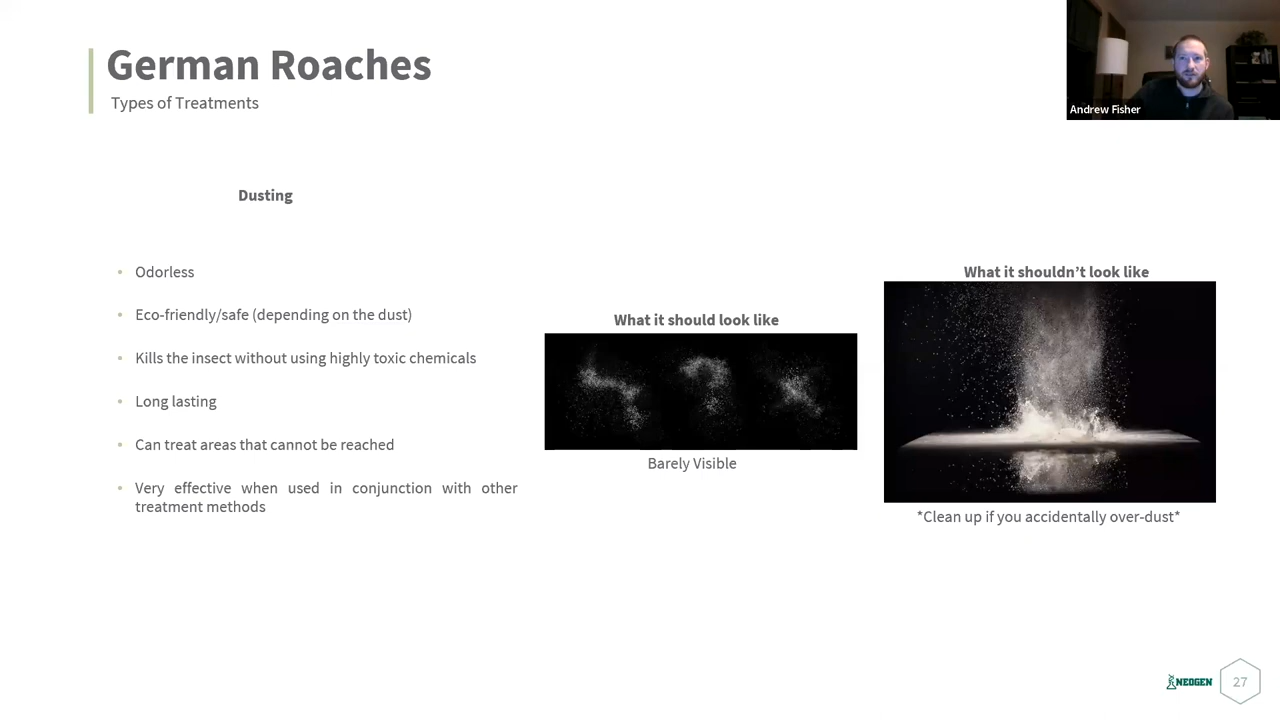 German Roaches
Types of Treatments
Andrew Fisher
Dusting
• Odorless
• Eco-friendly/safe (depending on the dust)
• Kills the insect without using highly toxic chemicals
• Long lasting
• Can treat areas that cannot be reached
• Very effective when used in conjunction with other
treatment methods
What it should look like
Barely Visible
What it shouldn’t look like
*Clean up if you accidentally over-dust*
NEOGEN
27